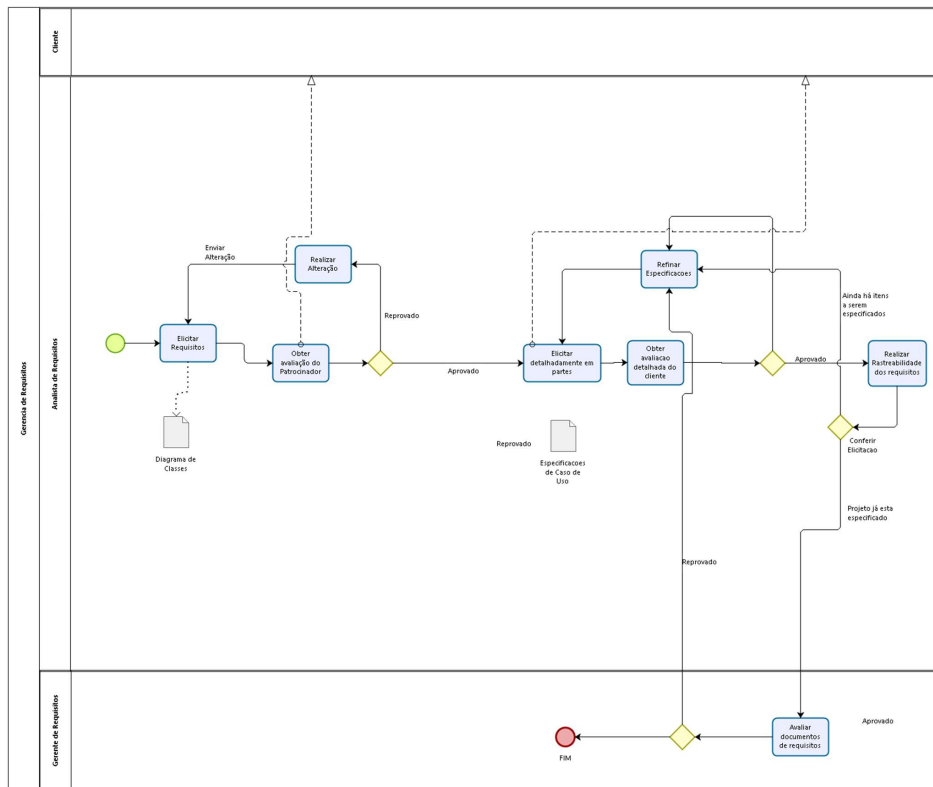 Gerencia de Requisitos
Cliente
Analista de Requisitos
Gerente de Requisitos
Enviar
Alteração
Realizar
Alteração
Reprovado
Elicitar
Requisitos
Obter
avaliação do
Patrocinador
Aprovado
Diagrama de
Classes
Refinar
Especificacoes
Elicitar
detalhadamente em
partes
Obter
avaliacao
detalhada do
cliente
Aprovado
Ainda há itens
a serem
especificados
Realizar
Rastreabilidade
dos requisitos
Reprovado
Especificacoes
de Caso de
Uso
Conferir
Elicitacao
Projeto já esta
especificado
Reprovado
Avaliar
documentos
de requisitos
Aprovado
FIM